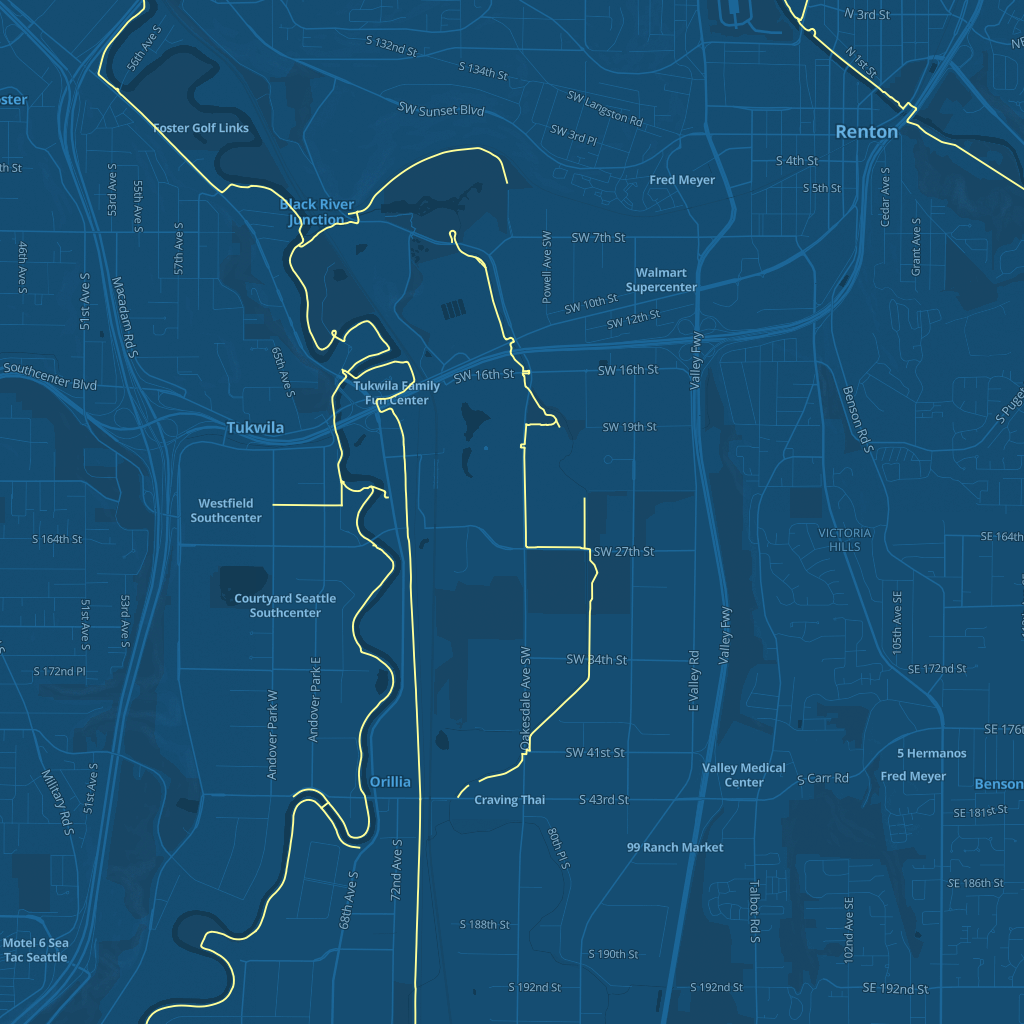 N 3rd St
56th Ave S
S 132nd St
S 134th St
N 1st St
SW Langston Rd
SW Sunset Blvd
Foster Golf Links
SW 3rd Pl
Renton
S 4th St
53rd Ave S
55th Ave S
Fred Meyer
S 5th St
Cedar Ave S
Black River
Junction
57th Ave S
46th Ave S
SW 7th St
Grant Ave S
Powell Ave SW
Walmart
Supercenter
51st Ave S
Macadam Rd S
SW 10th St
SW 12th St
Southcenter Blvd
65th Ave S
SW 16th St
SW 16th St
Valley Fwy
Tukwila Family
Fun Center
Benson Rd S
Tukwila
SW 19th St
Westfield
Southcenter
S 164th St
VICTORIA
HILLS
SW 27th St
Courtyard Seattle
Southcenter
51st Ave S
53rd Ave S
105th Ave SE
Valley Fwy
S 172nd Pl
SW 34th St
SE 172nd St
Andover Park E
Andover Park W
Oakesdale Ave SW
E Valley Rd
SW 41st St
5 Hermanos
Fred Meyer
Valley Medical
Center
S Carr Rd
Orillia
Military Rd S
51st Ave S
Craving Thai
S 43rd St
Benson
SE 181st St
80th Pl S
99 Ranch Market
72nd Ave S
68th Ave S
SE 186th St
Talbot Rd S
102nd Ave SE
S 188th St
Motel 6 Sea
Tac Seattle
S 190th St
S 192nd St
S 192nd St
SE 192nd St